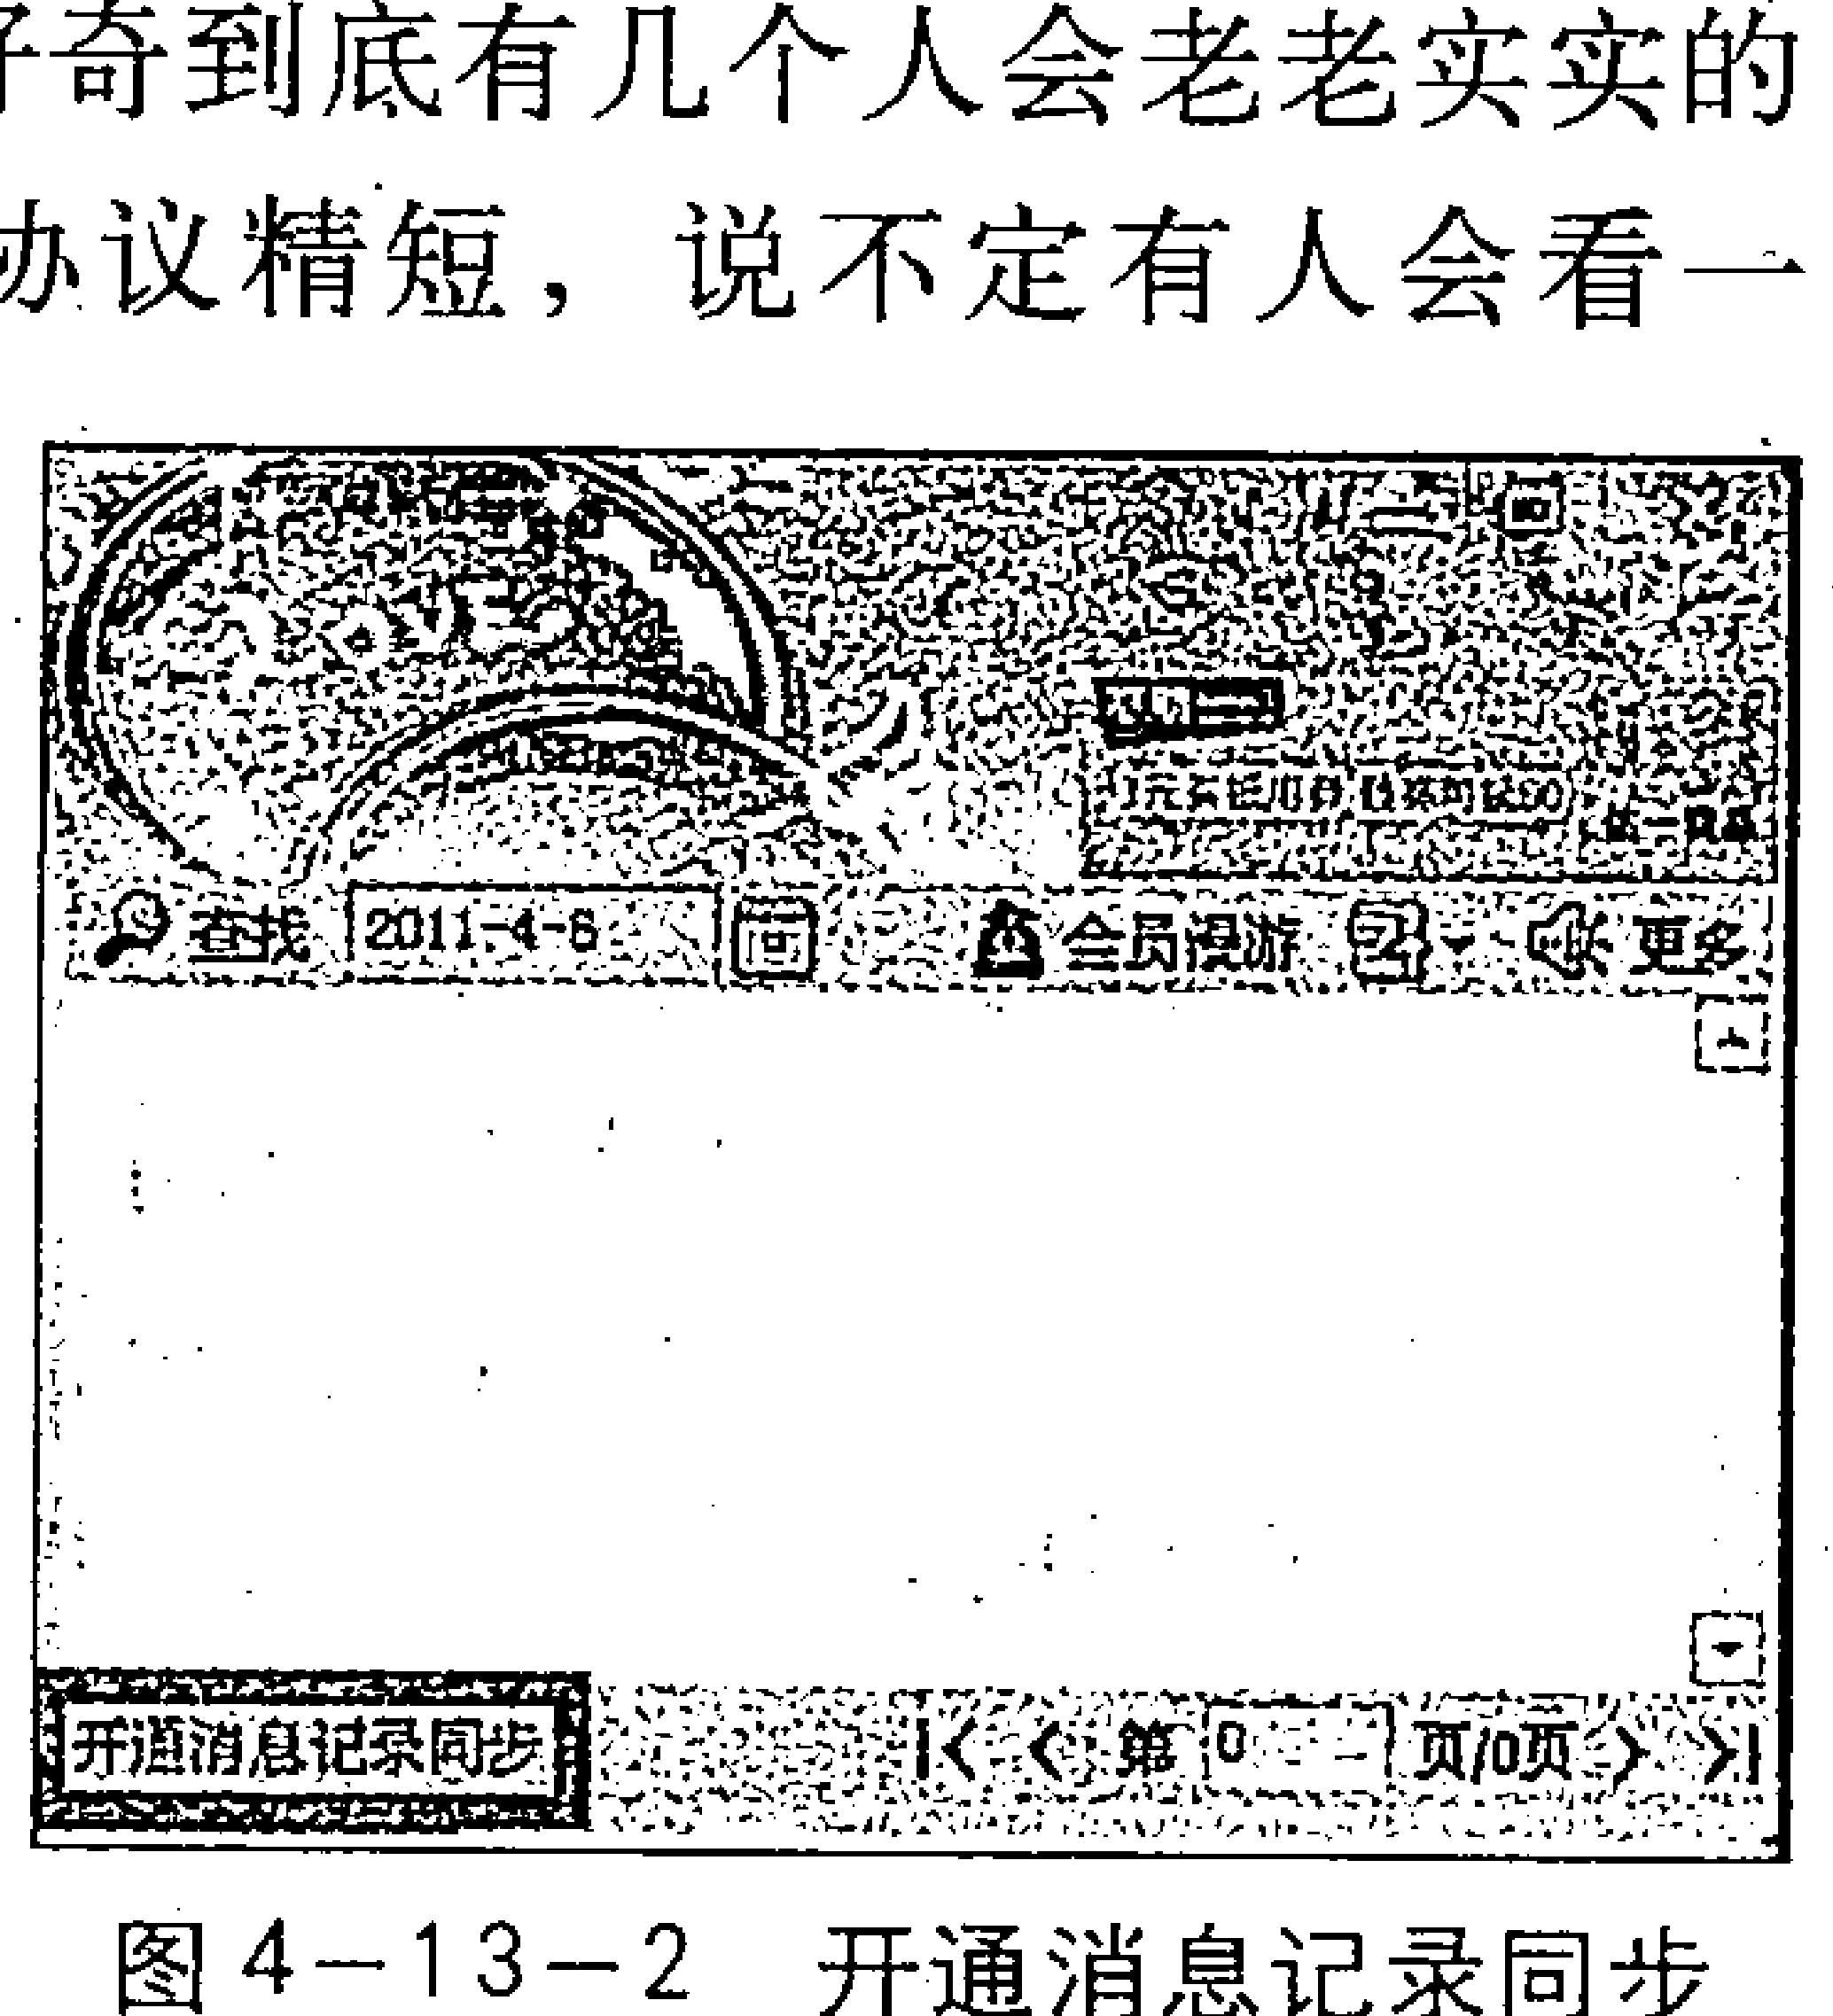 好奇到底有几个人会老老实实的
协议精短，说不定有人会看一
查找 2011-4-6 会员漫游 更多
开通消息记录同步 |< < 第 0 页/0页 > >|
图4-13-2 开通消息记录同步